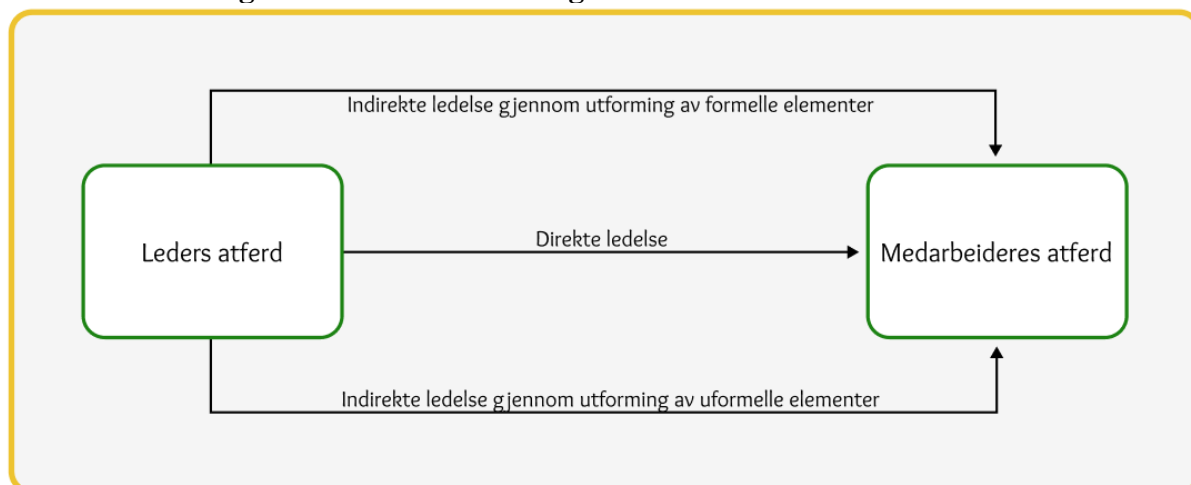 Indirekte ledelse gjennom utforming av formelle elementer
Leders atferd
Direkte ledelse
Medarbeideres atferd
Indirekte ledelse gjennom utforming av uformelle elementer